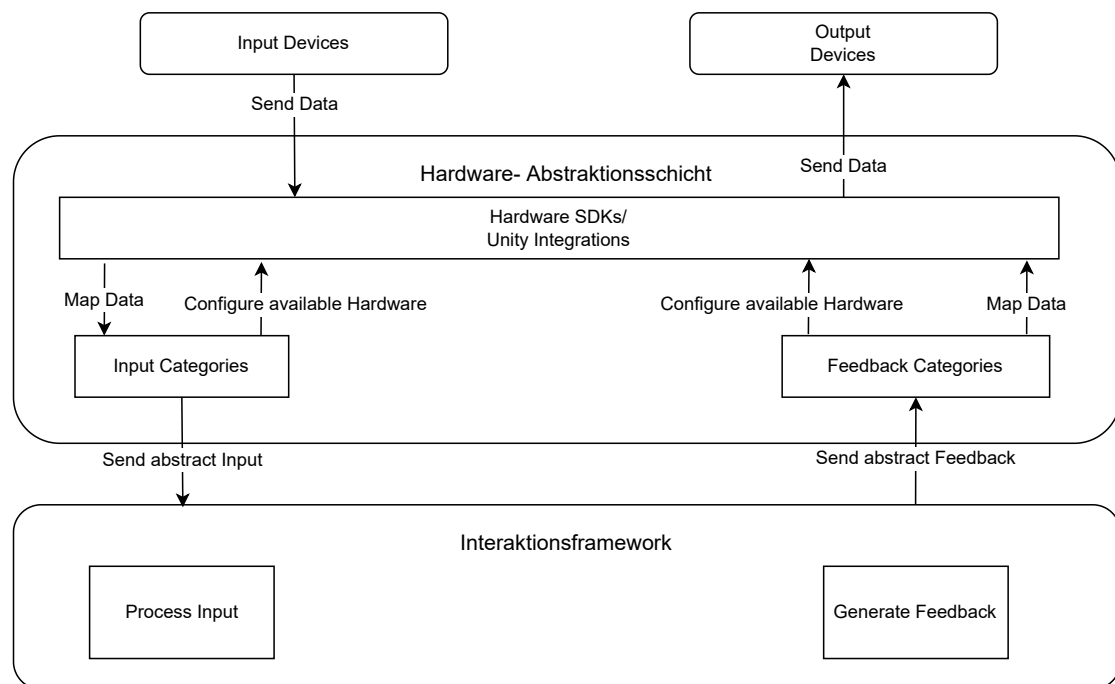 Input Devices
Output
Devices
Send Data
Hardware- Abstraktionsschicht
Send Data
Hardware SDKs/
Unity Integrations
Map Data
Configure available Hardware
Configure available Hardware
Map Data
Input Categories
Feedback Categories
Send abstract Input
Send abstract Feedback
Interaktionsframework
Process Input
Generate Feedback